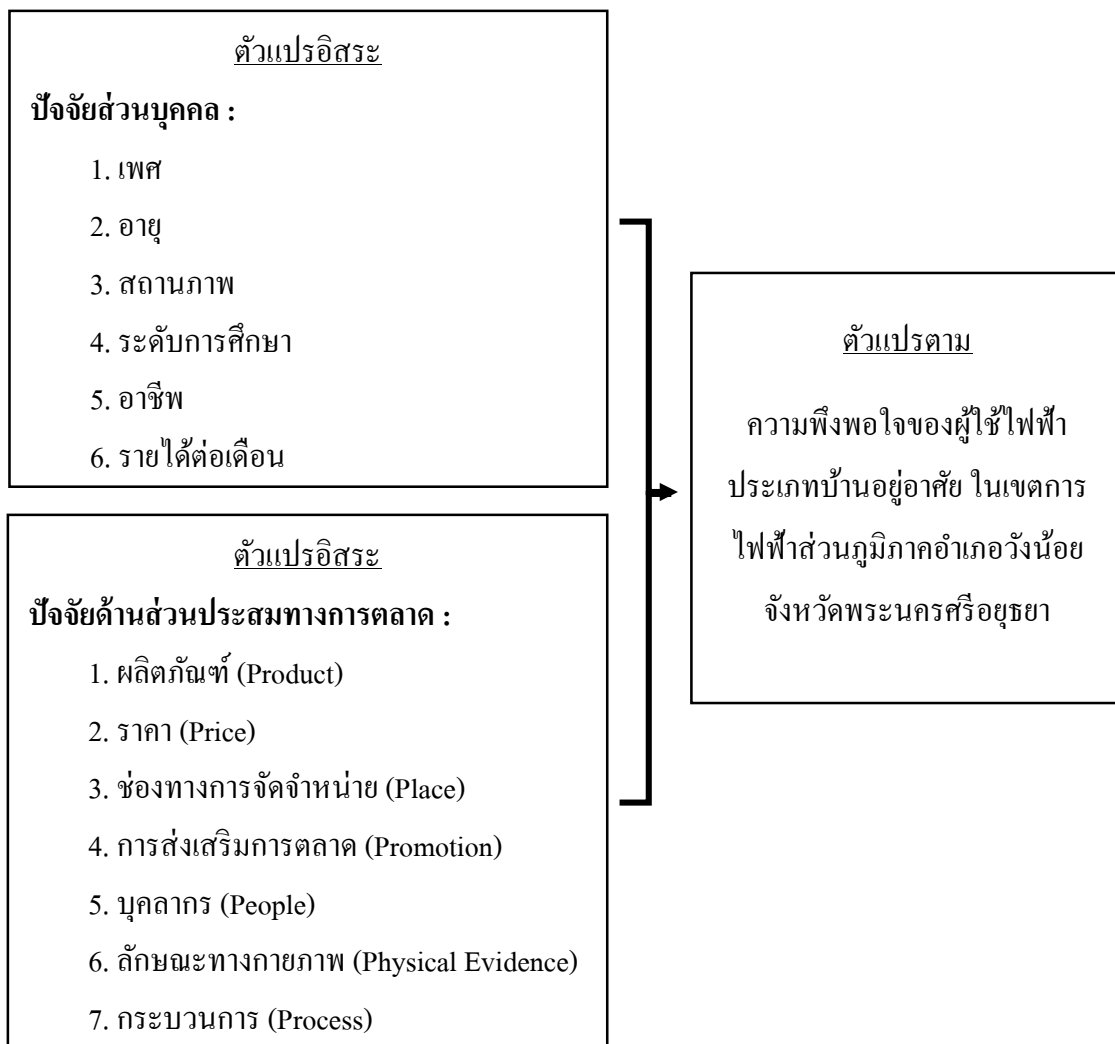 ตัวแปรอิสระ
ปัจจัยส่วนบุคคล :
1. เพศ
2. อายุ
3. สถานภาพ
4. ระดับการศึกษา
5. อาชีพ
6. รายได้ต่อเดือน
ตัวแปรอิสระ
ปัจจัยด้านส่วนประสมทางการตลาด :
1. ผลิตภัณฑ์ (Product)
2. ราคา (Price)
3. ช่องทางการจัดจำหน่าย (Place)
4. การส่งเสริมการตลาด (Promotion)
5. บุคลากร (People)
6. ลักษณะทางกายภาพ (Physical Evidence)
7. กระบวนการ (Process)
ตัวแปรตาม
ความพึงพอใจของผู้ใช้ไฟฟ้า
ประเภทบ้านอยู่อาศัย ในเขตการ
ไฟฟ้าส่วนภูมิภาคอำเภอวังน้อย
จังหวัดพระนครศรีอยุธยา